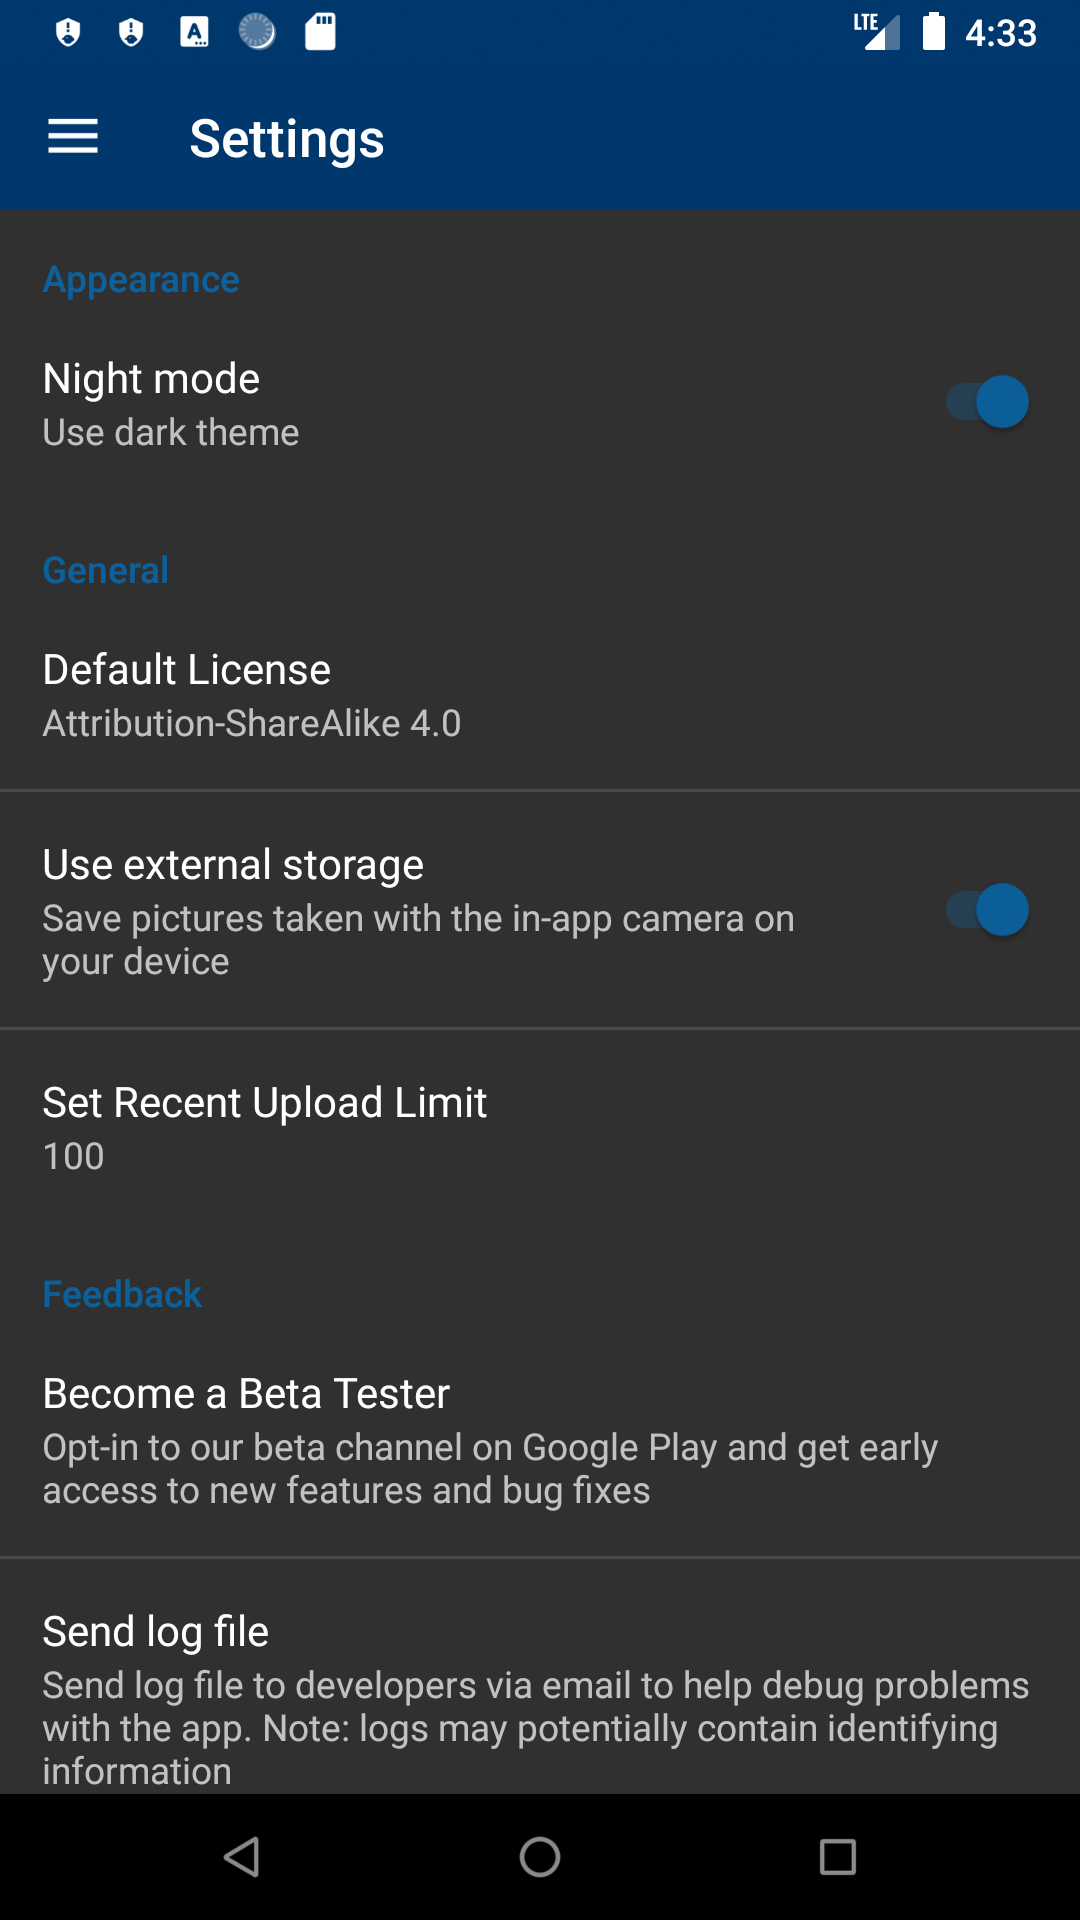 LTE 4:33
Settings
Appearance
Night mode
Use dark theme
General
Default License
Attribution-ShareAlike 4.0
Use external storage
Save pictures taken with the in-app camera on
your device
Set Recent Upload Limit
100
Feedback
Become a Beta Tester
Opt-in to our beta channel on Google Play and get early
access to new features and bug fixes
Send log file
Send log file to developers via email to help debug problems
with the app. Note: logs may potentially contain identifying
information